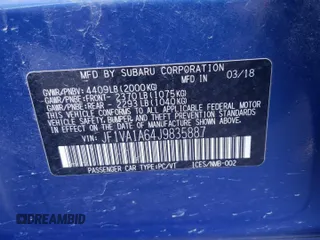 MFD BY SUBARU CORPORATION 03/18
GVWR/PNBV: 4409LB(2000KG)
GAWR/PNBE:FRONT- 2370LB(1075KG)
GAWR/PNBE:REAR - 2293LB(1040KG)
THIS VEHICLE CONFORMS TO ALL APPLICABLE
FEDERAL MOTOR VEHICLE SAFETY, BUMPER, AND
THEFT PREVENTION STANDARDS IN EFFECT ON
THE DATE OF MANUFACTURE SHOWN ABOVE.
VIN: JF1VA1A64J9835887
TYPE:PASSENGER CAR TYPE:PC/VT ICES/NMB-002
DREAMBID